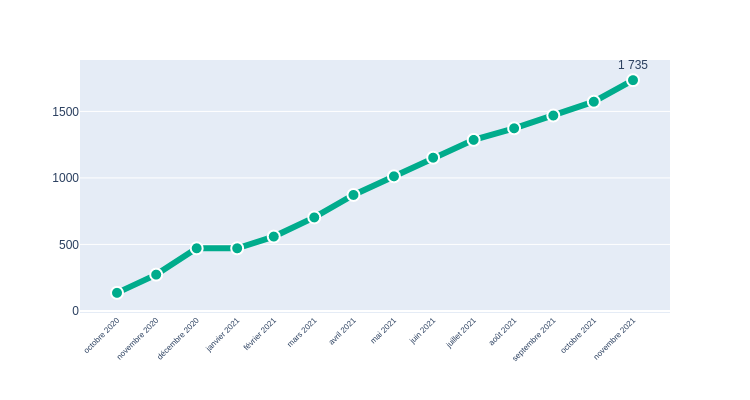 1 735
1500
1000
500
0
octobre 2020
novembre 2020
décembre 2020
janvier 2021
février 2021
mars 2021
avril 2021
mai 2021
juin 2021
juillet 2021
août 2021
septembre 2021
octobre 2021
novembre 2021